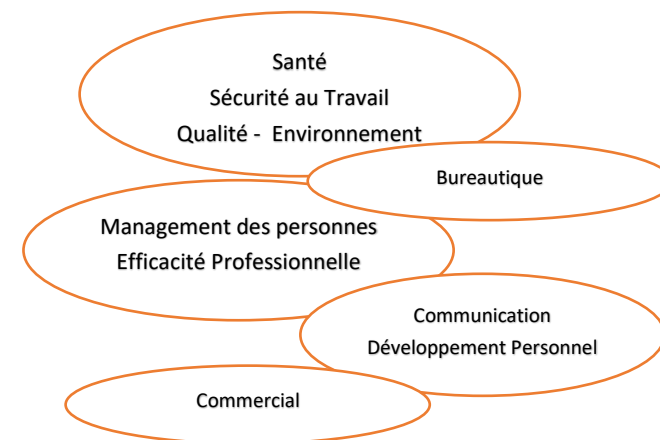 Santé
Sécurité au Travail
Qualité - Environnement
Bureautique
Management des personnes
Efficacité Professionnelle
Communication
Développement Personnel
Commercial